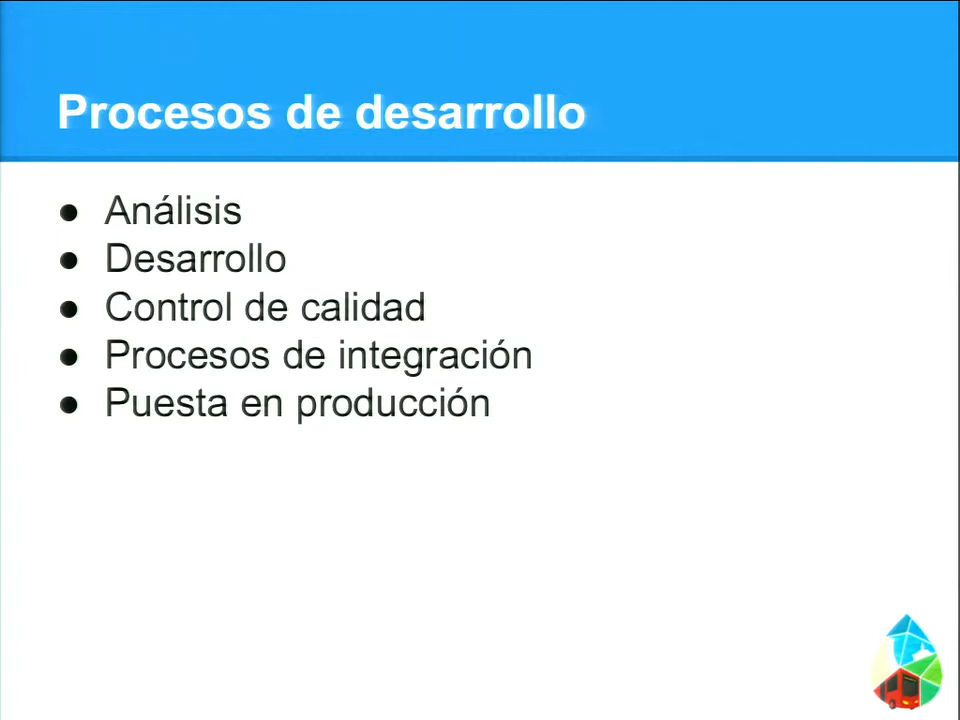 Procesos de desarrollo
● Análisis
● Desarrollo
● Control de calidad
● Procesos de integración
● Puesta en producción